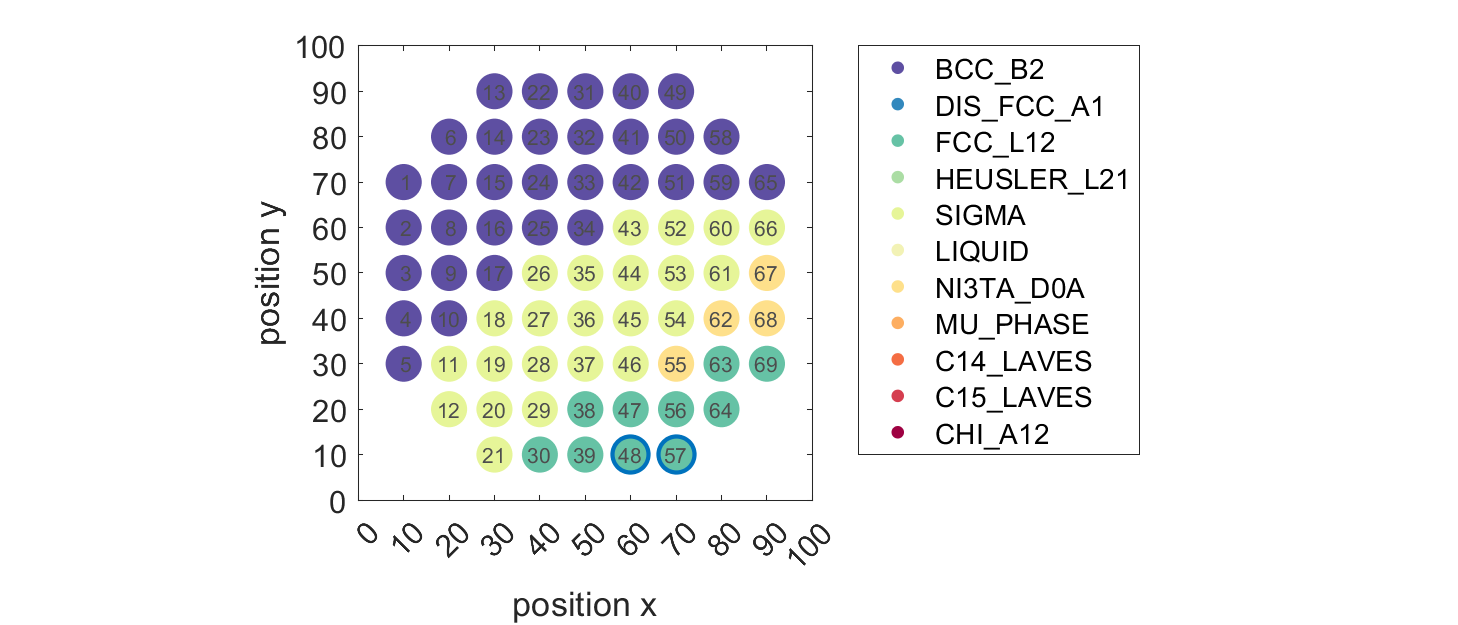 100
90 13 22 31 40 49
80 6 14 23 32 41 50 58
70 1 7 15 24 33 42 51 59 65
60 2 8 16 25 34 43 52 60 66
50 3 9 17 26 35 44 53 61 67
40 4 10 18 27 36 45 54 62 68
30 5 11 19 28 37 46 55 63 69
20 12 20 29 38 47 56 64
10 21 30 39 48 57
0
position y
0 10 20 30 40 50 60 70 80 90 100
position x
BCC_B2
DIS_FCC_A1
FCC_L12
HEUSLER_L21
SIGMA
LIQUID
NI3TA_D0A
MU_PHASE
C14_LAVES
C15_LAVES
CHI_A12